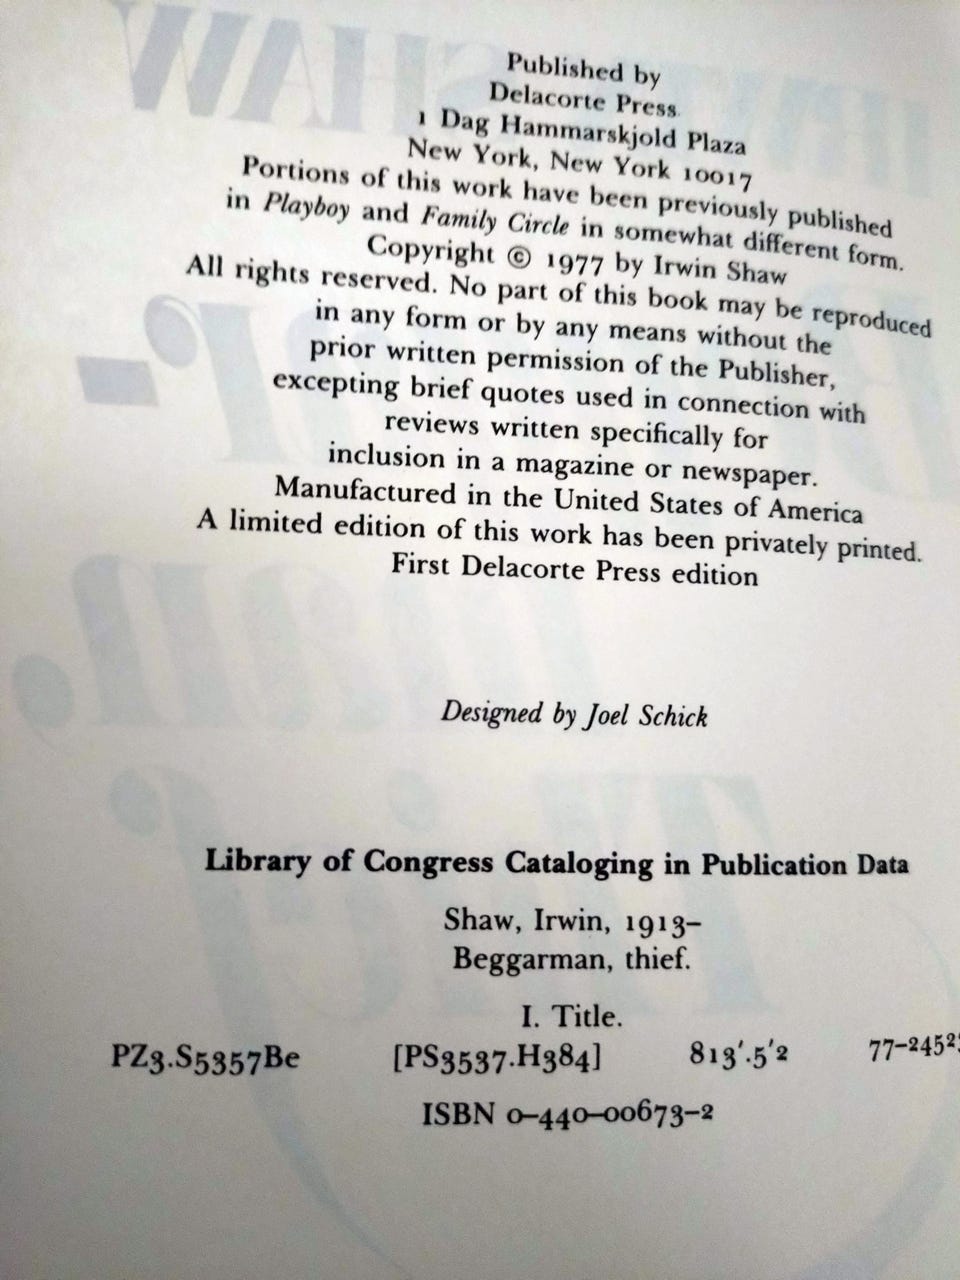 Published by
Delacorte Press
1 Dag Hammarskjold Plaza
New York, New York 10017
Portions of this work have been previously published
in Playboy and Family Circle in somewhat different form.
Copyright © 1977 by Irwin Shaw
All rights reserved. No part of this book may be reproduced
in any form or by any means without the
prior written permission of the Publisher,
excepting brief quotes used in connection with
reviews written specifically for
inclusion in a magazine or newspaper.
Manufactured in the United States of America
A limited edition of this work has been privately printed.
First Delacorte Press edition
Designed by Joel Schick
Library of Congress Cataloging in Publication Data
Shaw, Irwin, 1913–
Beggarman, thief.
I. Title.
PZ3.S5357Be [PS3537.H384] 813'.5'2 77–2452
ISBN 0–440–00673–2